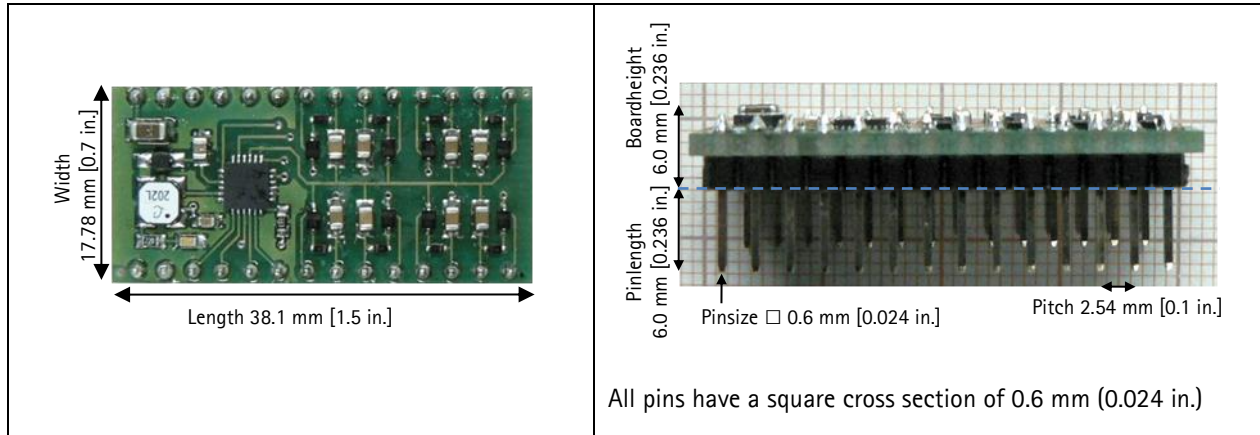 Width
17.78 mm [0.7 in.]
202L
Length 38.1 mm [1.5 in.]
Boardheight
6.0 mm [0.236 in.]
Pinlength
6.0 mm [0.236 in.]
Pinsize □ 0.6 mm [0.024 in.]
Pitch 2.54 mm [0.1 in.]
All pins have a square cross section of 0.6 mm (0.024 in.)